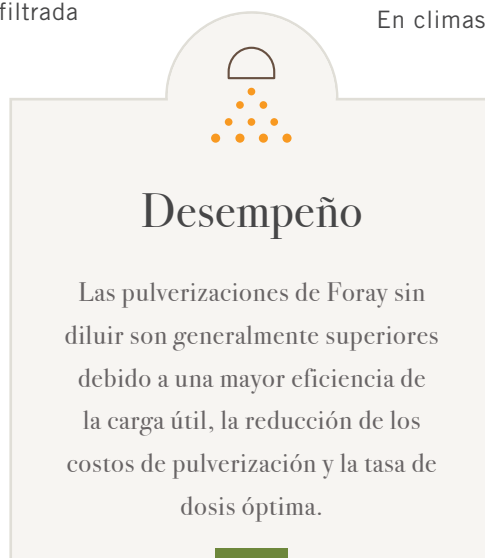 filtrada
En climas
Desempeño
Las pulverizaciones de Foray sin
diluir son generalmente superiores
debido a una mayor eficiencia de
la carga útil, la reducción de los
costos de pulverización y la tasa de
dosis óptima.